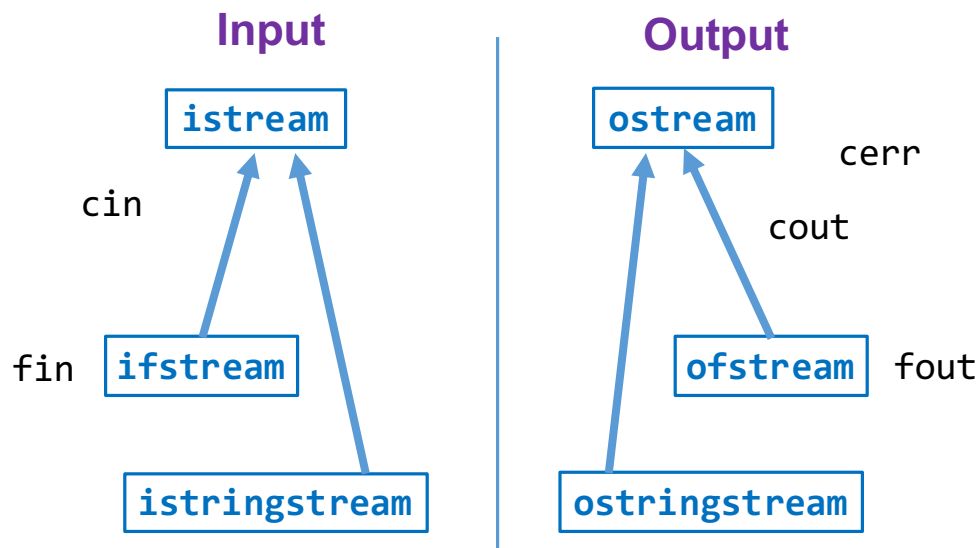 Input
Output
istream
ostream
cerr
cin
cout
fin
ifstream
ofstream
fout
istringstream
ostringstream